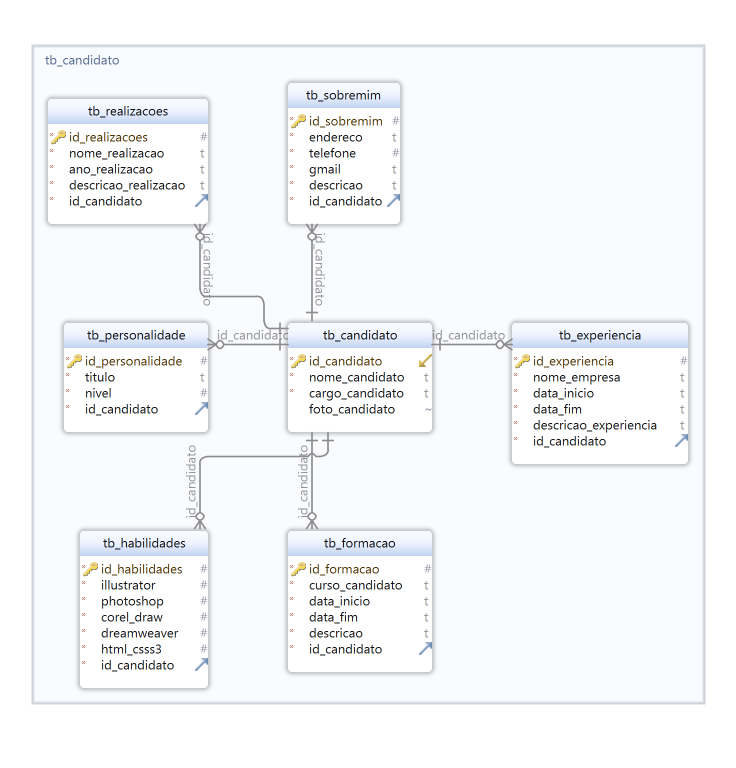 tb_candidato
tb_realizacoes
id_realizacoes #
nome_realizacao t
ano_realizacao t
descricao_realizacao t
id_candidato
tb_sobremim
id_sobremim #
endereco t
telefone #
gmail t
descricao t
id_candidato
id_candidato
id_candidato
tb_personalidade
id_personalidade #
titulo t
nivel #
id_candidato
id_candidato
tb_candidato
id_candidato
nome_candidato t
cargo_candidato t
foto_candidato ~
id_candidato
tb_experiencia
id_experiencia #
nome_empresa t
data_inicio t
data_fim t
descricao_experiencia t
id_candidato
id_candidato
id_candidato
tb_habilidades
id_habilidades #
illustrator #
photoshop #
corel_draw #
dreamweaver #
html_csss3 #
id_candidato
tb_formacao
id_formacao #
curso_candidato t
data_inicio t
data_fim t
descricao t
id_candidato